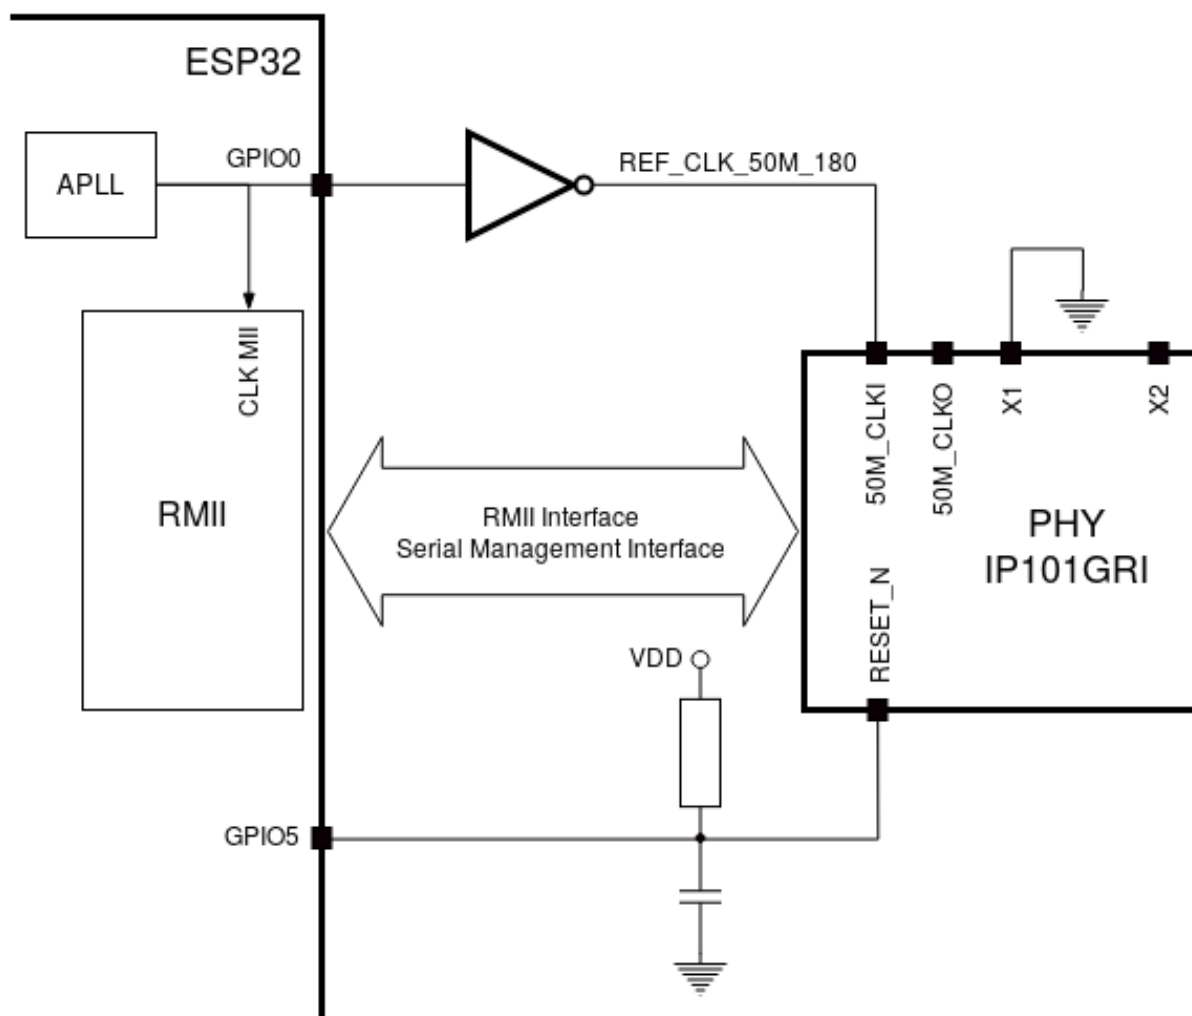 ESP32
GPIO0
REF_CLK_50M_180
APLL
CLK MII
50M_CLKI
50M_CLKO
X1
X2
RMII
RMII Interface
Serial Management Interface
PHY
IP101GRI
RESET_N
VDD
GPIO5